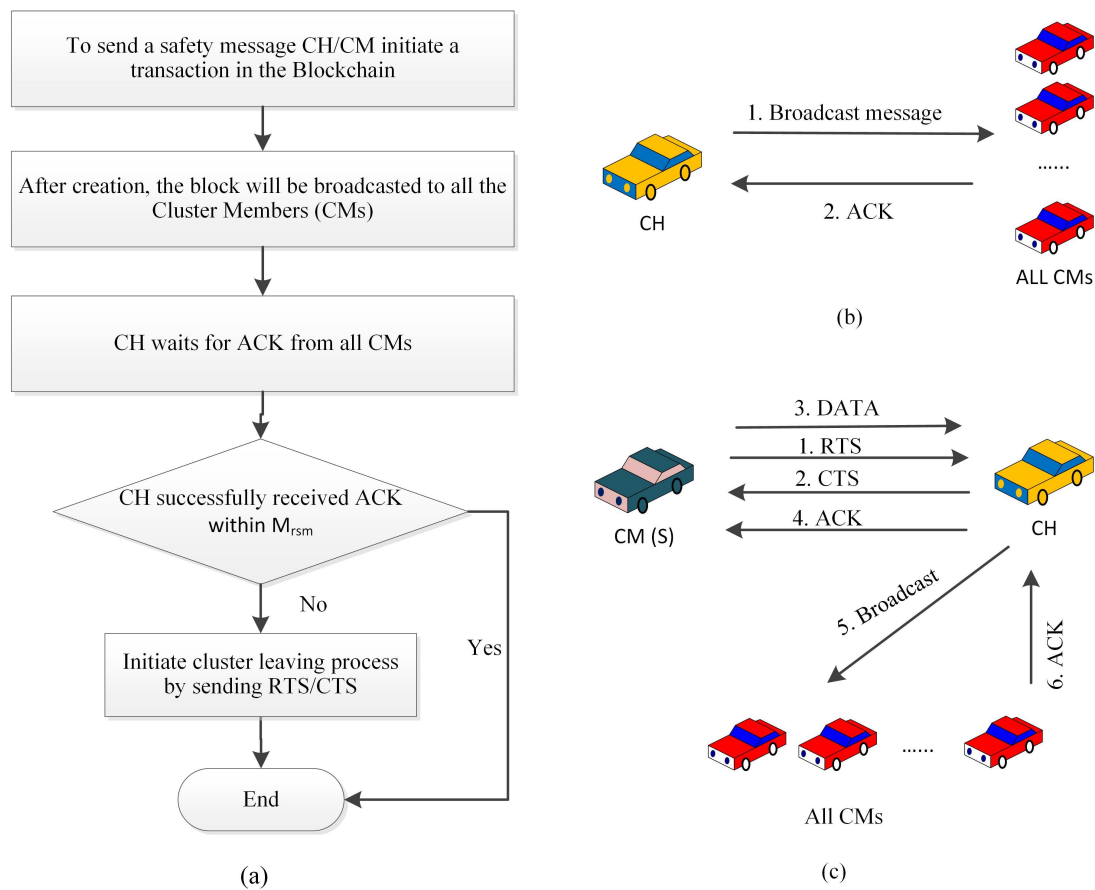 To send a safety message CH/CM initiate a
transaction in the Blockchain
After creation, the block will be broadcasted to all the
Cluster Members (CMs)
CH waits for ACK from all CMs
CH successfully received ACK
within Mrsm
No
Yes
Initiate cluster leaving process
by sending RTS/CTS
End
(a)
1. Broadcast message
......
2. ACK
CH
ALL CMs
(b)
3. DATA
1. RTS
2. CTS
4. ACK
CM (S)
CH
5. Broadcast
6. ACK
......
All CMs
(c)